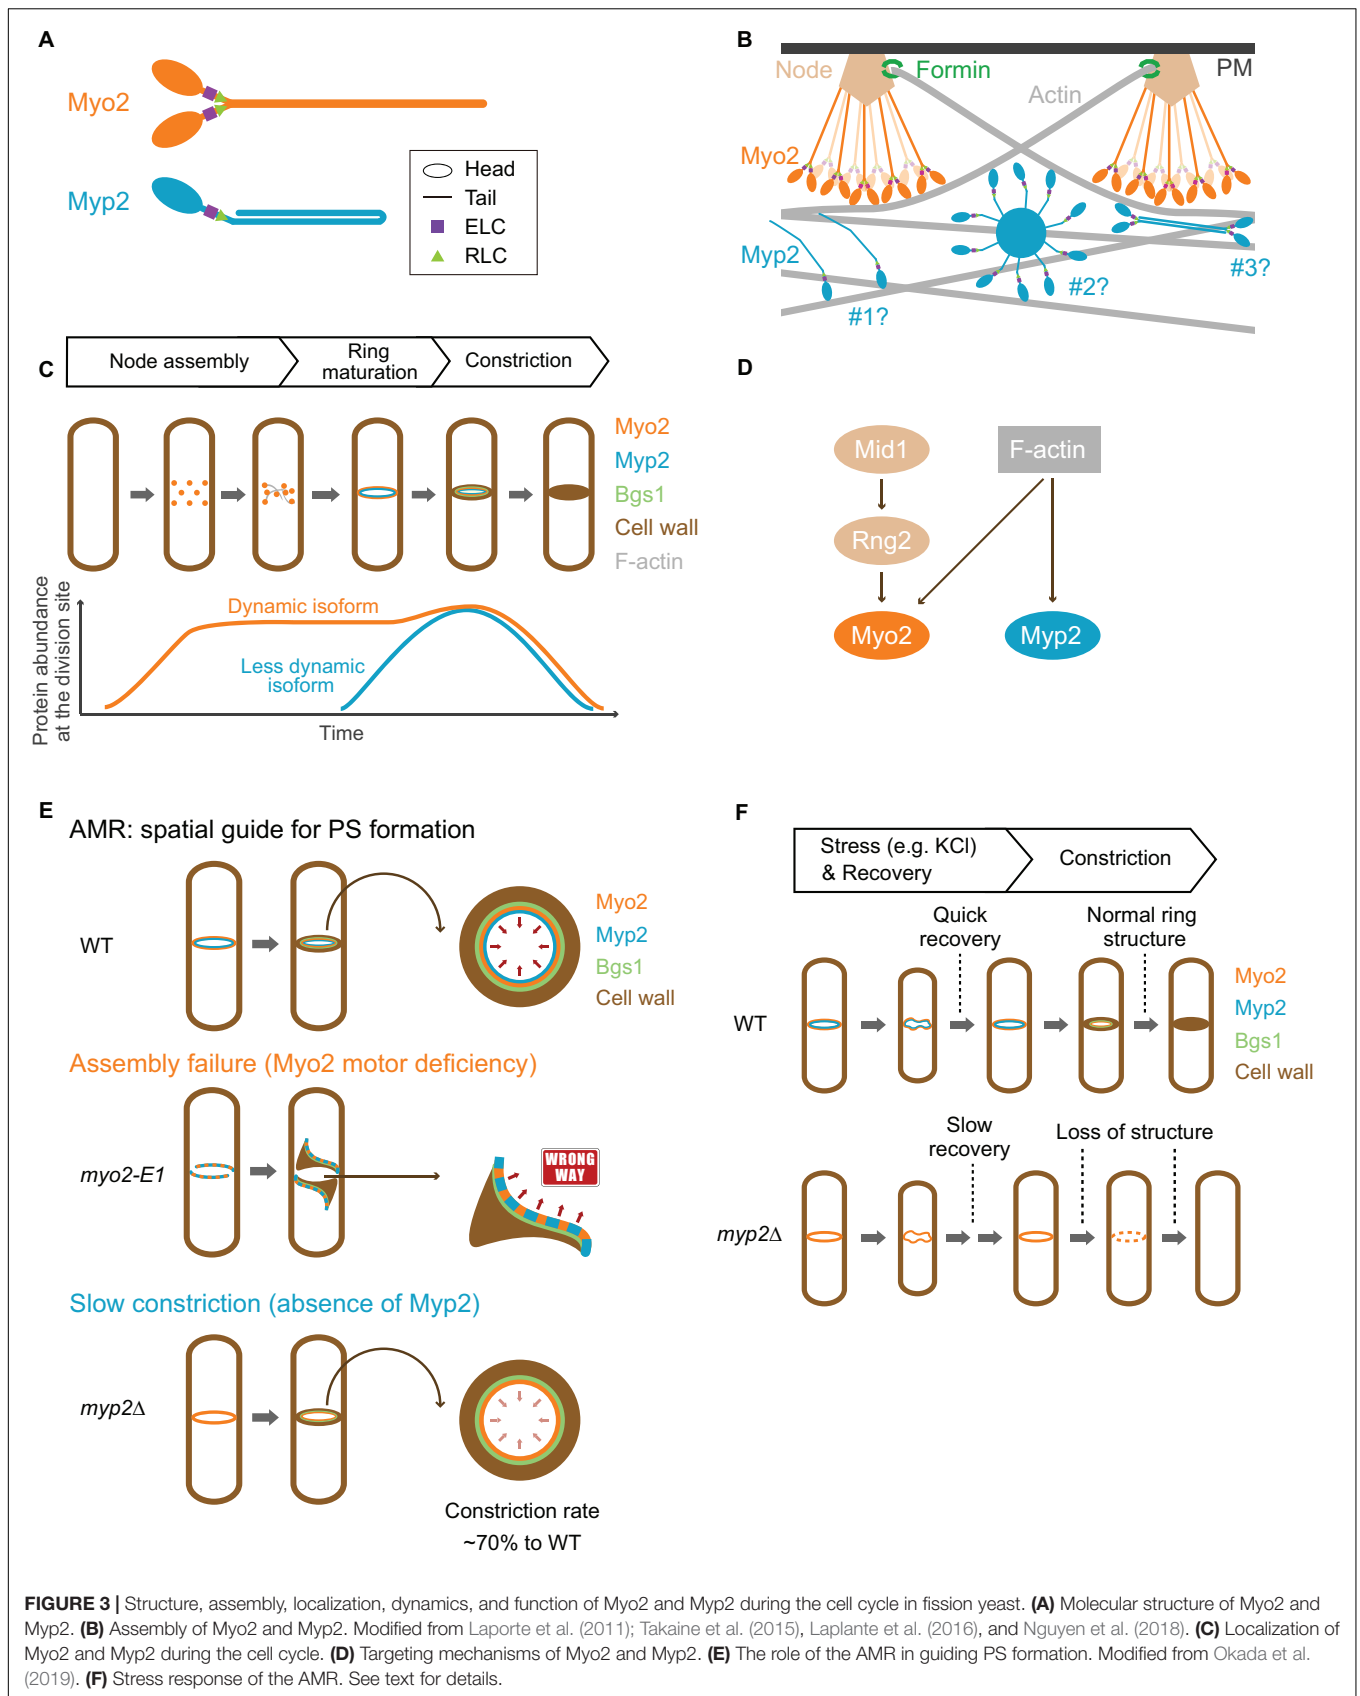 A
Myo2
Myp2
Head
Tail
ELC
RLC
B
Node
Formin
PM
Actin
Myo2
Myp2
#1?
#2?
#3?
C
Node assembly
Ring
maturation
Constriction
Myo2
Myp2
Bgs1
Cell wall
F-actin
Protein abundance
at the division site
Dynamic isoform
Less dynamic
isoform
Time
D
Mid1
F-actin
Rng2
Myo2
Myp2
E
AMR: spatial guide for PS formation
WT
Myo2
Myp2
Bgs1
Cell wall
Assembly failure (Myo2 motor deficiency)
myo2-E1
WRONG
WAY
Slow constriction (absence of Myp2)
myp2Δ
Constriction rate
~70% to WT
F
Stress (e.g. KCl)
& Recovery
Constriction
Quick
recovery
Normal ring
structure
WT
Myo2
Myp2
Bgs1
Cell wall
Slow
recovery
Loss of structure
myp2Δ
FIGURE 3 | Structure, assembly, localization, dynamics, and function of Myo2 and Myp2 during the cell cycle in fission yeast. (A) Molecular structure of Myo2 and
Myp2. (B) Assembly of Myo2 and Myp2. Modified from Laporte et al. (2011); Takaine et al. (2015), Laplante et al. (2016), and Nguyen et al. (2018). (C) Localization of
Myo2 and Myp2 during the cell cycle. (D) Targeting mechanisms of Myo2 and Myp2. (E) The role of the AMR in guiding PS formation. Modified from Okada et al.
(2019). (F) Stress response of the AMR. See text for details.